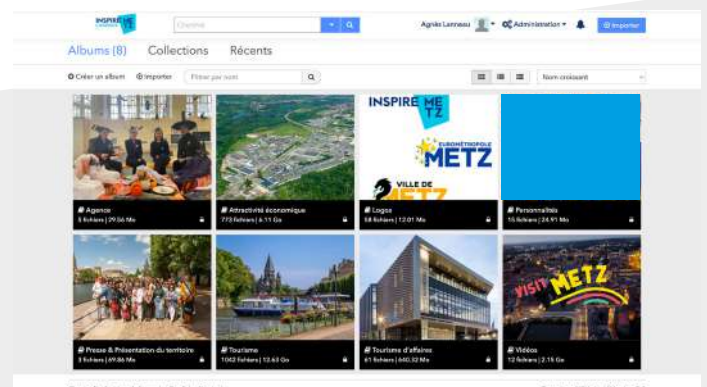 INSPIRE METZ
Chercher
Agnès Lanneau
Administration
Importer
Albums (8) Collections Récents
Créer un album
Importer
Filtrer par nom
Nom croissant
INSPIRE METZ
EUROMÉTROPOLE
METZ
VILLE DE
METZ
Agence
5 fichiers | 29.56 Mo
Attractivité économique
773 fichiers | 6.11 Go
Logos
58 fichiers | 12.01 Mo
Personnalités
15 fichiers | 24.91 Mo
VISIT METZ
Presse & Présentation du territoire
3 fichiers | 69.86 Mo
Tourisme
1042 fichiers | 12.63 Go
Tourisme d'affaires
61 fichiers | 640.32 Mo
Vidéos
12 fichiers | 2.15 Go